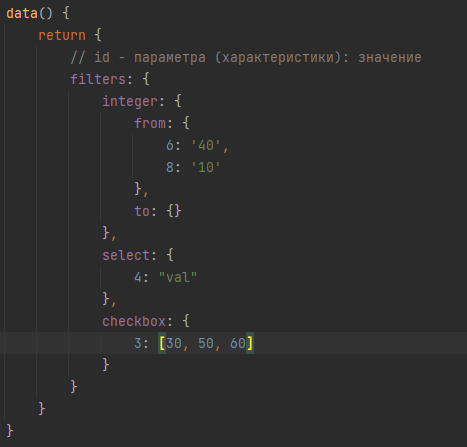 data() {
    return {
        // id - параметра (характеристики): значение
        filters: {
            integer: {
                from: {
                    6: '40',
                    8: '10'
                },
                to: {}
            },
            select: {
                4: "val"
            },
            checkbox: {
                3: [30, 50, 60]
            }
        }
    }
}